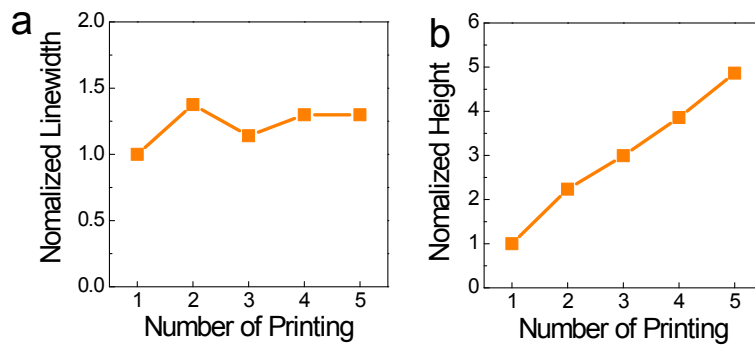 a
Nomalized Linewidth
2.0
1.5
1.0
0.5
0.0
1 2 3 4 5
Number of Printing
b
Nomalized Height
6
5
4
3
2
1
0
1 2 3 4 5
Number of Printing